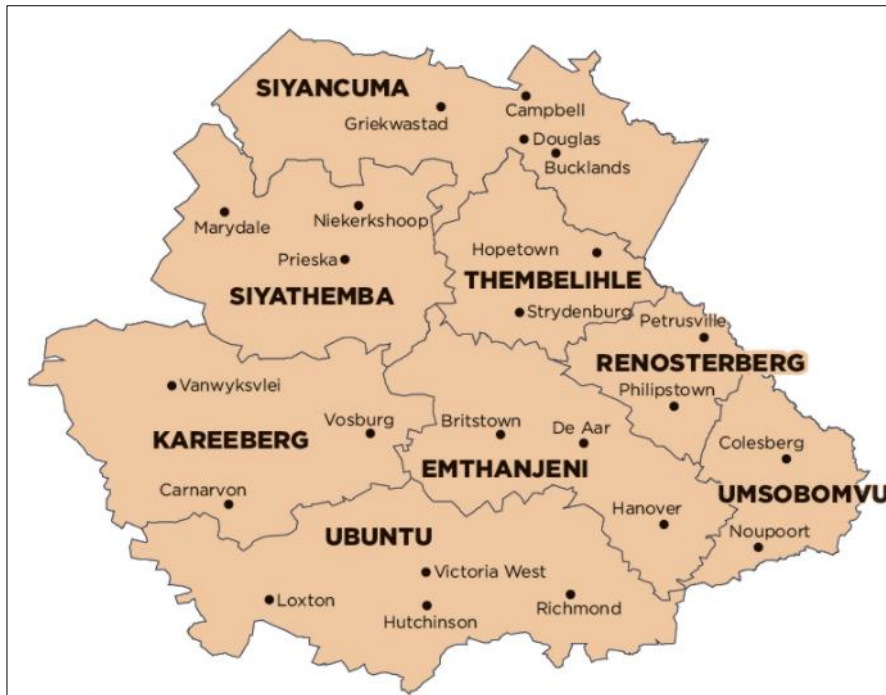 SIYANCUMA
Campbell
Griekwastad
Douglas
Bucklands
Marydale
Niekerkshoop
Hopetown
Prieska
THEMBELIHLE
SIYATHEMBA
Strydenburg
Petrusville
RENOSTERBERG
Vanwyksvlei
Philipstown
Vosburg
Britstown
De Aar
KAREEBERG
Colesberg
EMTHANJENI
UMSOBOMVU
Carnarvon
Hanover
UBUNTU
Noupoort
Victoria West
Loxton
Richmond
Hutchinson